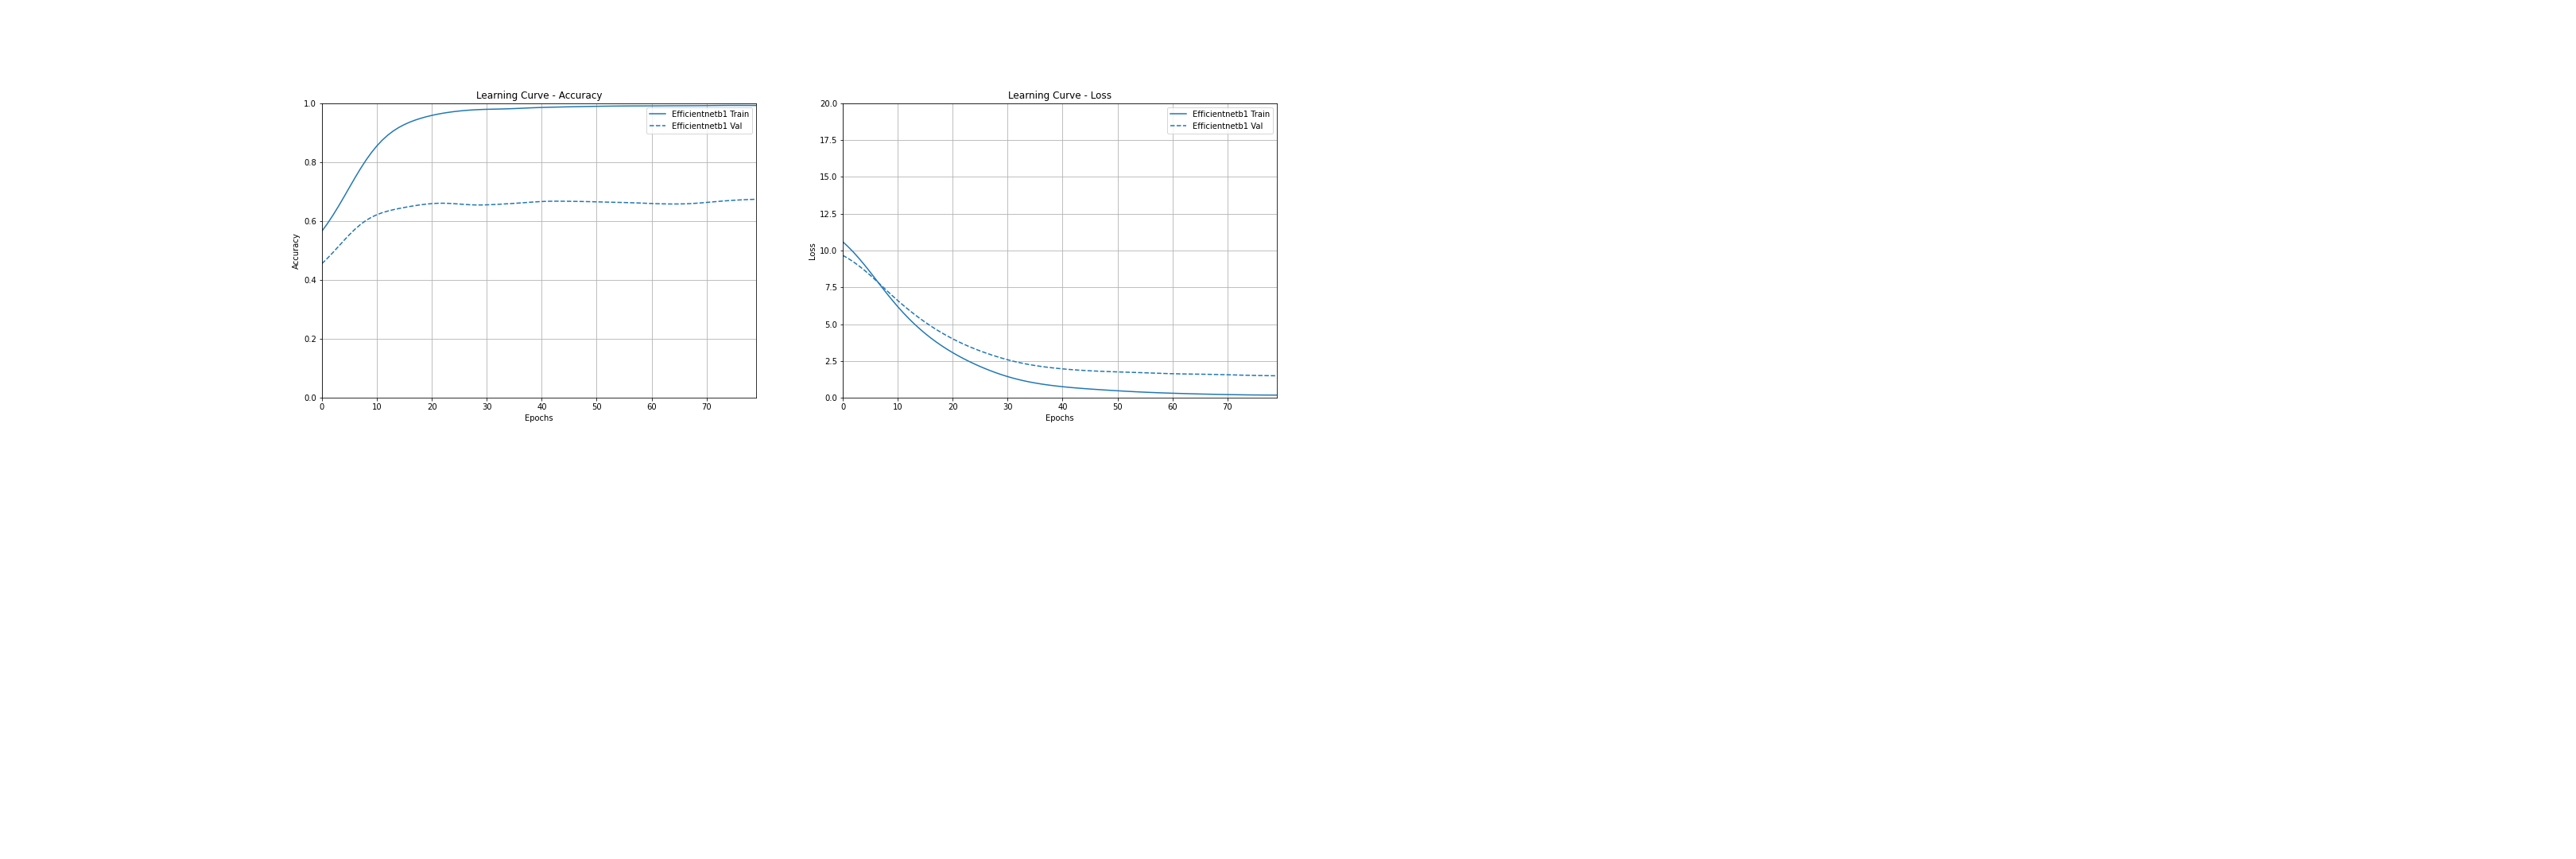 Learning Curve - Accuracy
1.0
0.8
0.6
0.4
0.2
0.0
Accuracy
Efficientnetb1 Train
Efficientnetb1 Val
0 10 20 30 40 50 60 70
Epochs
Learning Curve - Loss
20.0
17.5
15.0
12.5
10.0
7.5
5.0
2.5
0.0
Loss
Efficientnetb1 Train
Efficientnetb1 Val
0 10 20 30 40 50 60 70
Epochs